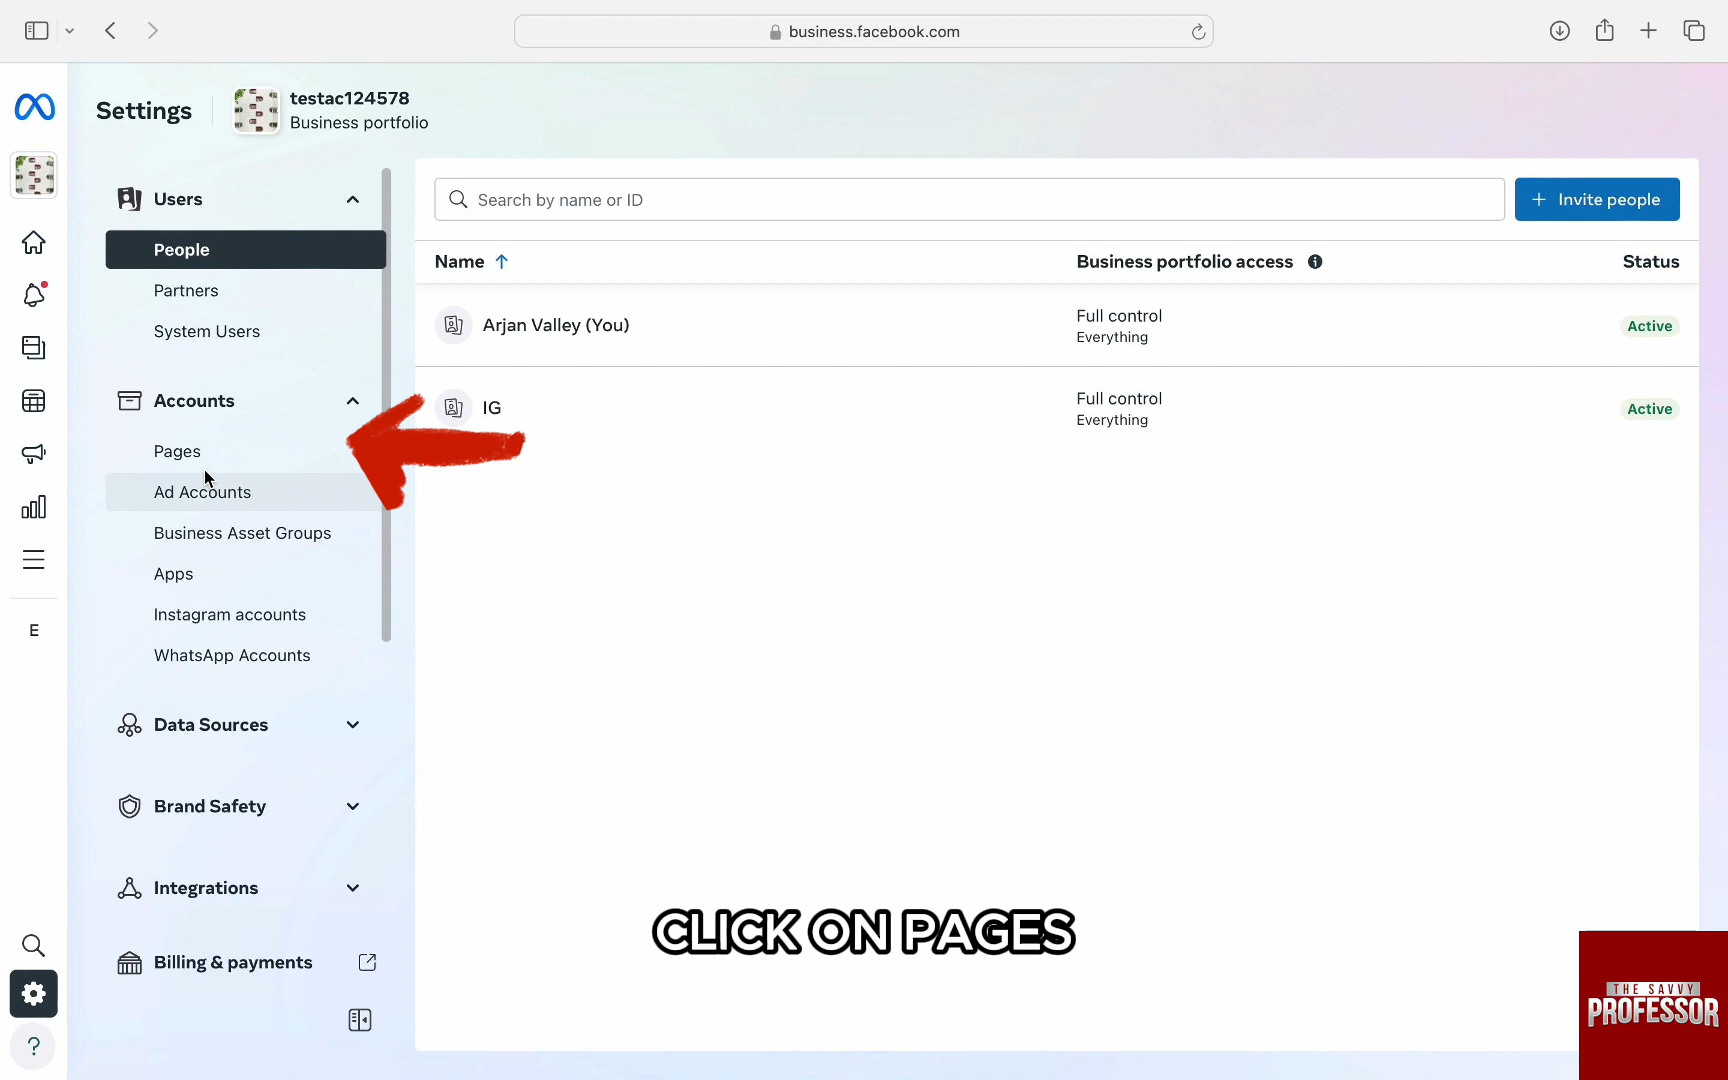 business.facebook.com
Settings
testac124578
Business portfolio
Users
People
Partners
System Users
Accounts
Pages
Ad Accounts
Business Asset Groups
Apps
Instagram accounts
WhatsApp Accounts
Data Sources
Brand Safety
Integrations
Billing & payments
E
?
Search by name or ID
+ Invite people
Name
Business portfolio access
Status
Arjan Valley (You)
Full control
Everything
Active
IG
Full control
Everything
Active
CLICK ON PAGES
THE SAVVY
PROFESSOR